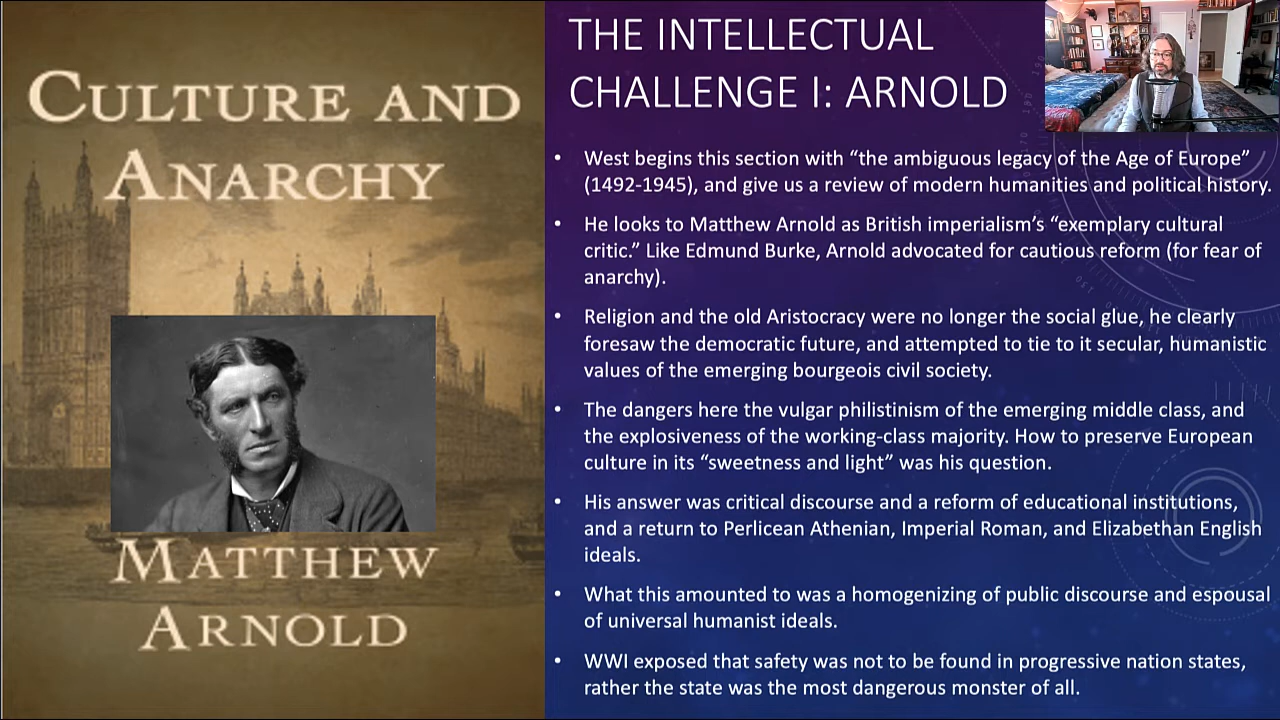 CULTURE AND
ANARCHY
MATTHEW
ARNOLD
THE INTELLECTUAL
CHALLENGE I: ARNOLD
• West begins this section with “the ambiguous legacy of the Age of Europe”
(1492-1945), and give us a review of modern humanities and political history.
• He looks to Matthew Arnold as British imperialism’s “exemplary cultural
critic.” Like Edmund Burke, Arnold advocated for cautious reform (for fear of
anarchy).
• Religion and the old Aristocracy were no longer the social glue, he clearly
foresaw the democratic future, and attempted to tie to it secular, humanistic
values of the emerging bourgeois civil society.
• The dangers here the vulgar philistinism of the emerging middle class, and
the explosiveness of the working-class majority. How to preserve European
culture in its “sweetness and light” was his question.
• His answer was critical discourse and a reform of educational institutions,
and a return to Perlicean Athenian, Imperial Roman, and Elizabethan English
ideals.
• What this amounted to was a homogenizing of public discourse and espousal
of universal humanist ideals.
• WWI exposed that safety was not to be found in progressive nation states,
rather the state was the most dangerous monster of all.